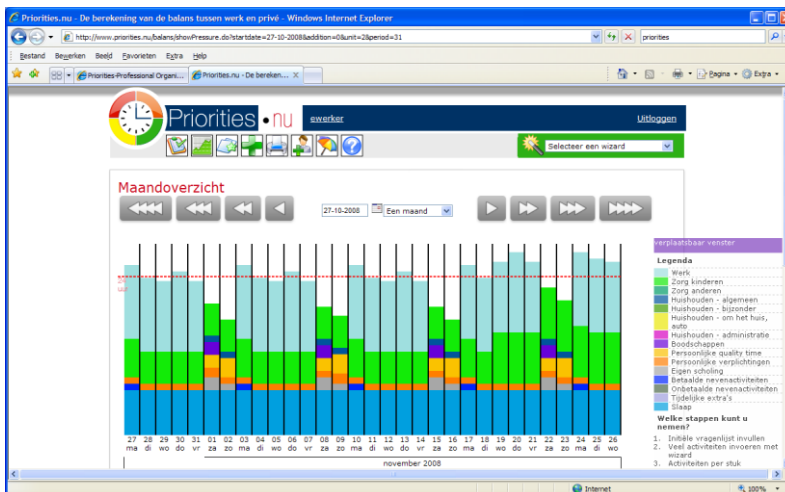 Priorities.nu - De berekening van de balans tussen werk en privé - Windows Internet Explorer
http://www.priorities.nu/balans/showPressure.do?startdate=27-10-2008&addition=0&unit=2&period=31
priorities
Bestand Bewerken Beeld Favorieten Extra Help
Priorities-Professional Organi... Priorities.nu - De bereken... X
Pagina Extra
Priorities • nu ewerker Uitloggen
Selecteer een wizard
Maandoverzicht
27-10-2008 Een maand
verplaatsbaar venster
Legenda
Werk
Zorg kinderen
Zorg anderen
Huishouden - algemeen
Huishouden - bijzonder
Huishouden - om het huis,
auto
Huishouden - administratie
Boodschappen
Persoonlijke quality time
Persoonlijke verplichtingen
Eigen scholing
Betaalde nevenactiviteiten
Onbetaalde nevenactiviteiten
Tijdelijke extra's
Slaap
Welke stappen kunt u
nemen?
1. Initiële vragenlijst invullen
2. Veel activiteiten invoeren met
wizard
3. Activiteiten per stuk
27 28 29 30 31 01 02 03 04 05 06 07 08 09 10 11 12 13 14 15 16 17 18 19 20 21 22 23 24 25 26
ma di wo do vr za zo ma di wo do vr za zo ma di wo do vr za zo ma di wo do vr za zo ma di wo
november 2008
Internet 100%